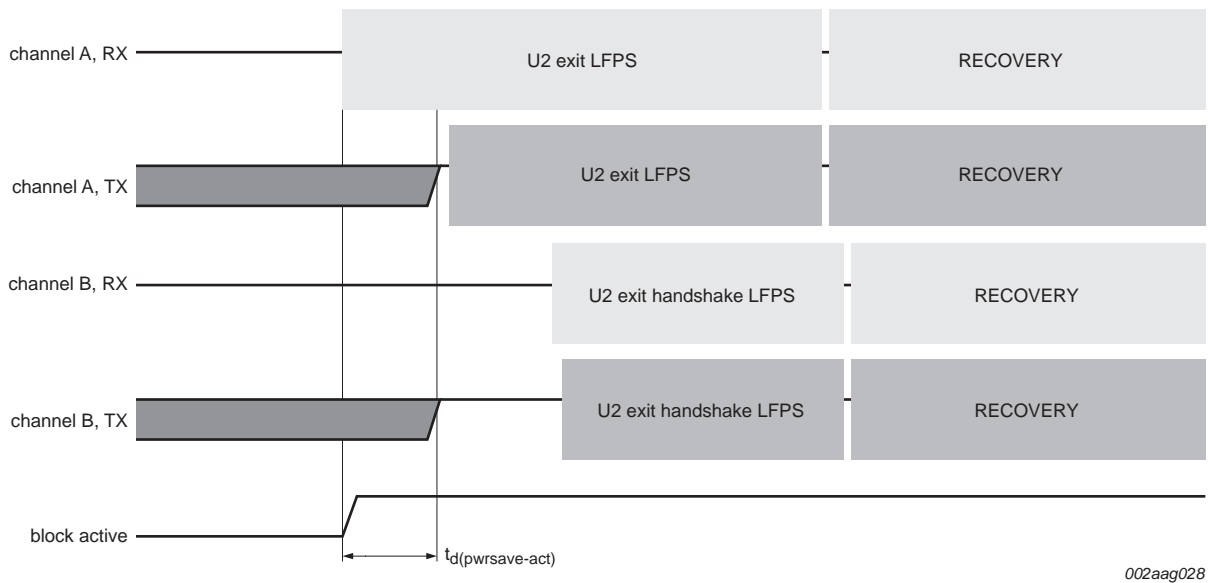 channel A, RX
U2 exit LFPS
RECOVERY
channel A, TX
U2 exit LFPS
RECOVERY
channel B, RX
U2 exit handshake LFPS
RECOVERY
channel B, TX
U2 exit handshake LFPS
RECOVERY
block active
td(pwrsave-act)
002aag028